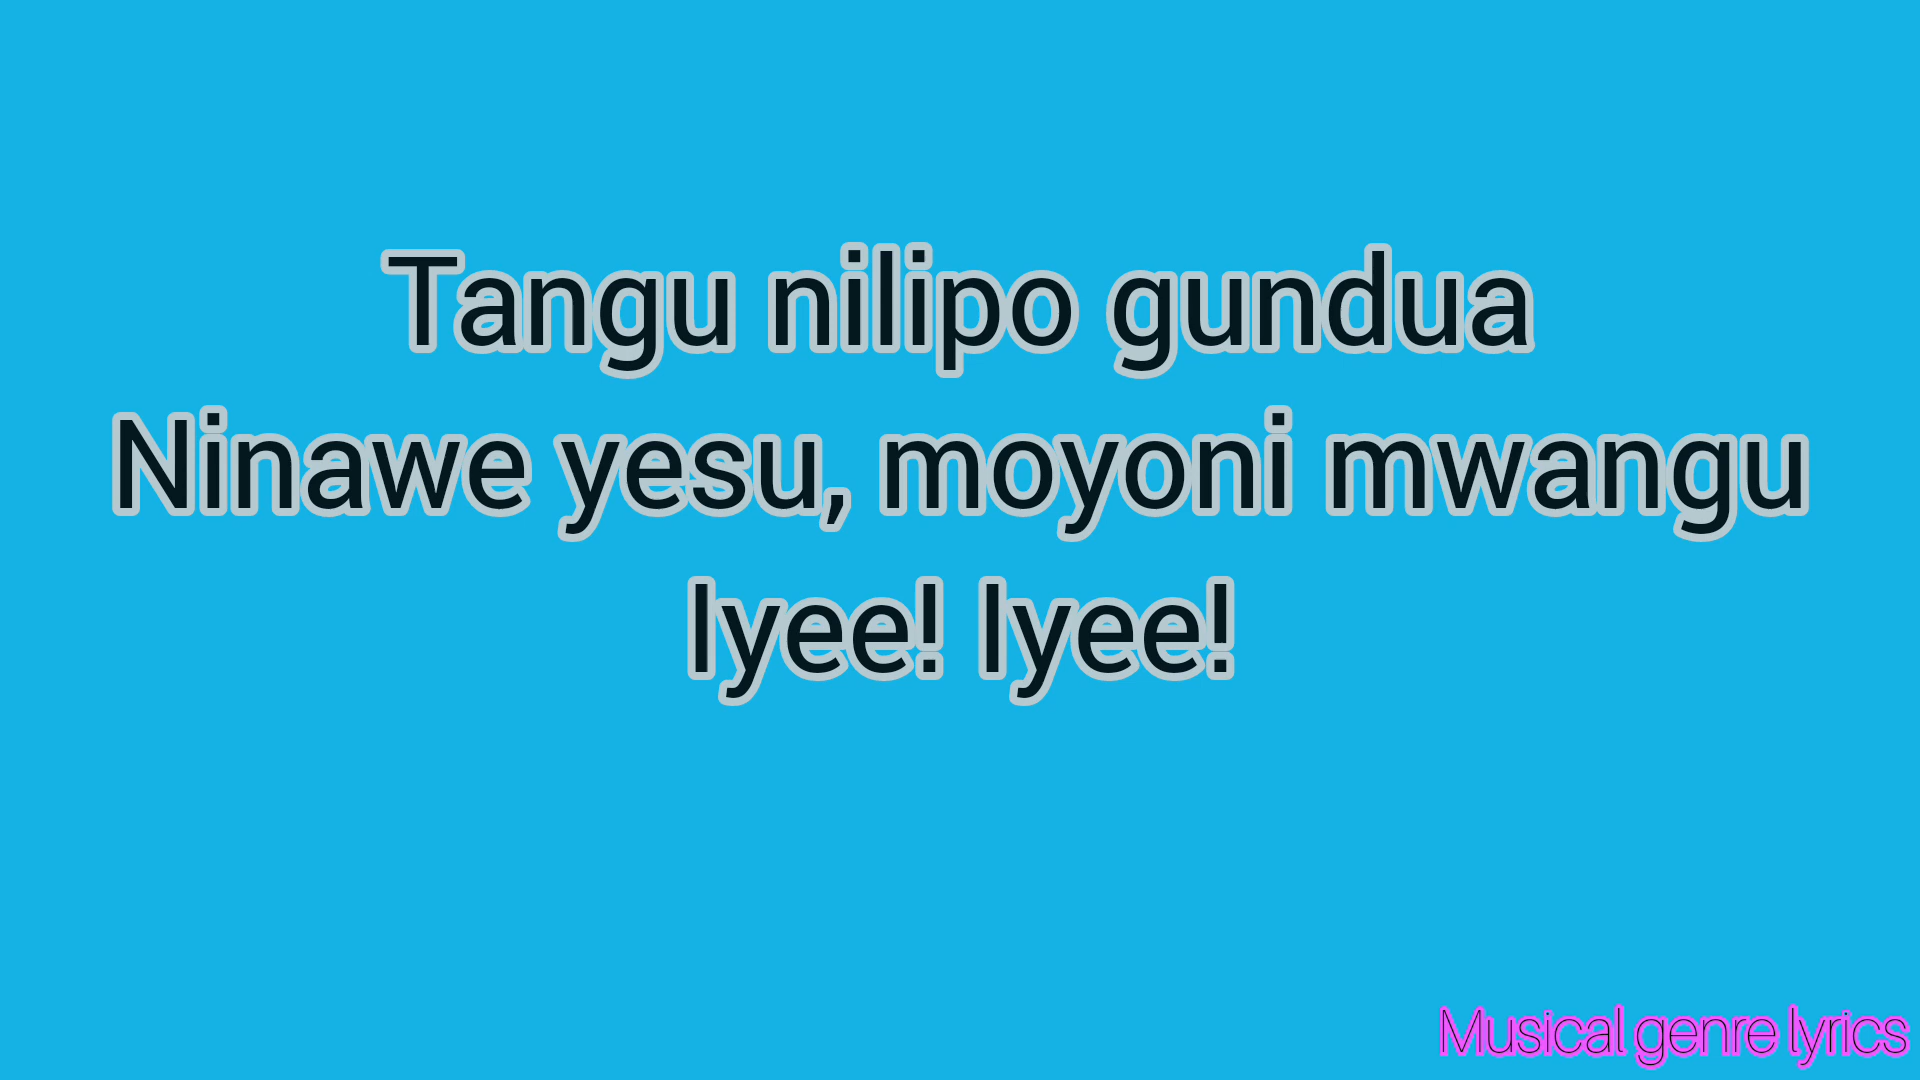 Tangu nilipo gundua
Ninawe yesu, moyoni mwangu
Iyee! Iyee!
Musical genre lyrics